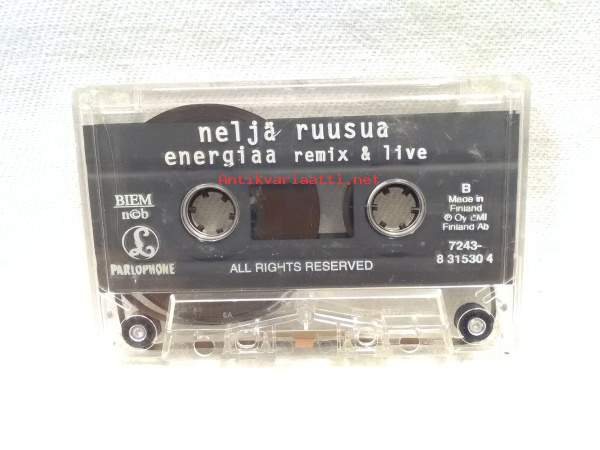 neljä ruusua
energiaa remix & live
Antikvariaatti.net
BIEM
n©b
PARLOPHONE
B
Made in
Finland
℗ Oy EMI
Finland Ab
7243-
8 31530 4
ALL RIGHTS RESERVED